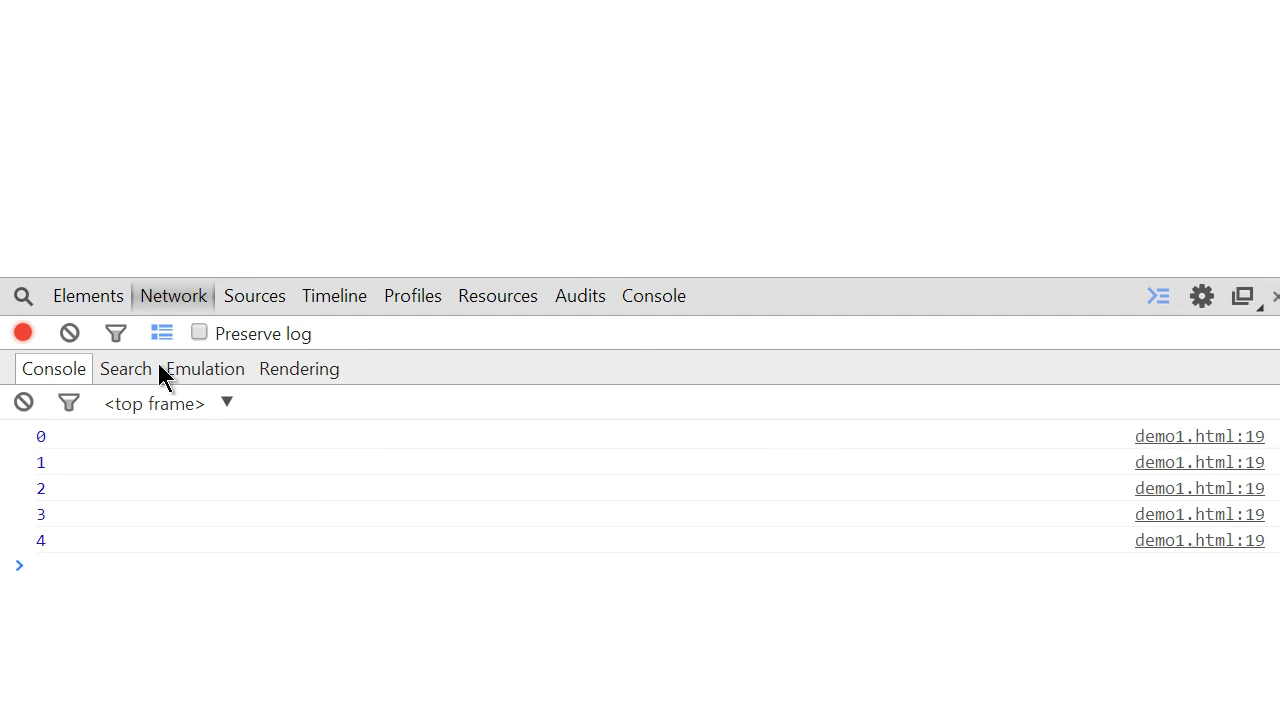 Elements Network Sources Timeline Profiles Resources Audits Console
Preserve log
Console Search Emulation Rendering
<top frame>
0 demo1.html:19
1 demo1.html:19
2 demo1.html:19
3 demo1.html:19
4 demo1.html:19